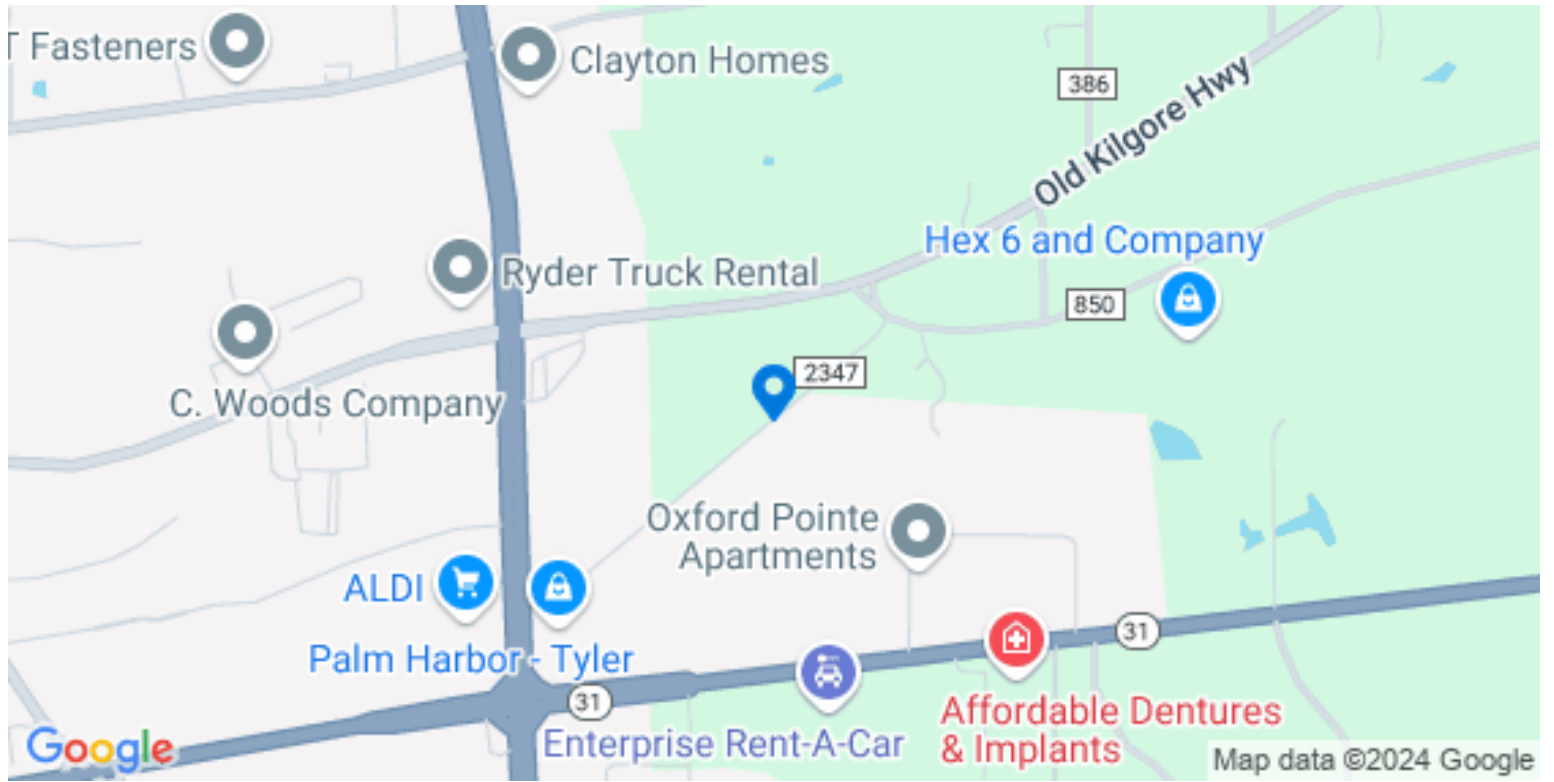 T Fasteners
Clayton Homes
386
Old Kilgore Hwy
Hex 6 and Company
Ryder Truck Rental
850
2347
C. Woods Company
Oxford Pointe
Apartments
ALDI
Palm Harbor - Tyler
31
31
Enterprise Rent-A-Car
Affordable Dentures
& Implants
Google
Map data ©2024 Google